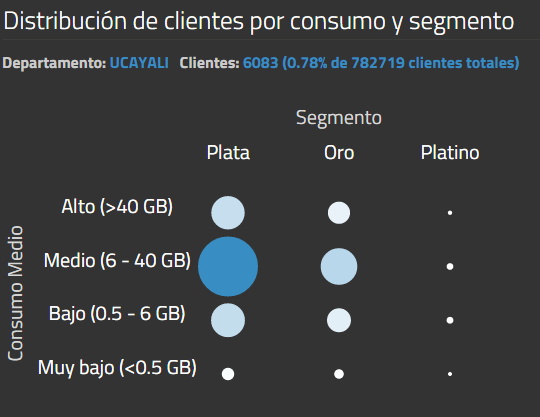 Distribución de clientes por consumo y segmento
Departamento: UCAYALI Clientes: 6083 (0.78% de 782719 clientes totales)
Segmento
Plata Oro Platino
Consumo Medio
Alto (>40 GB)
Medio (6 - 40 GB)
Bajo (0.5 - 6 GB)
Muy bajo (<0.5 GB)